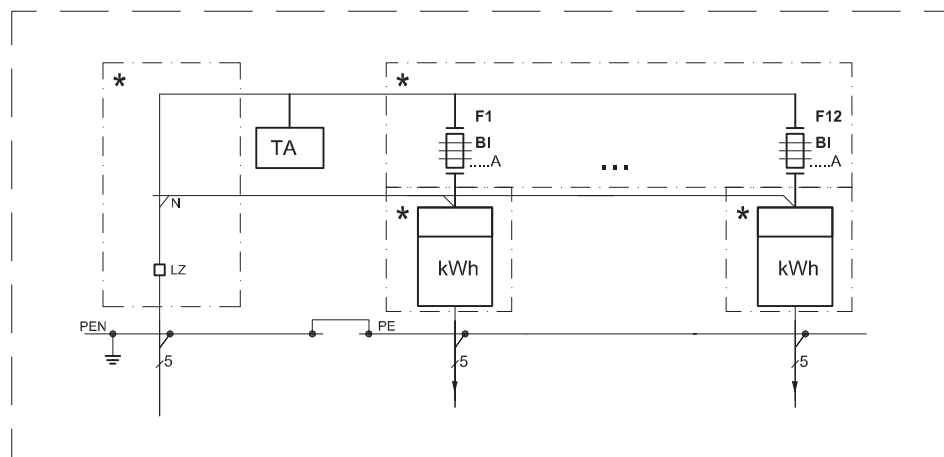 *
*
F1
BI
.....A
F12
BI
.....A
TA
...
N
*
*
kWh
kWh
LZ
PEN
PE
5
5
5